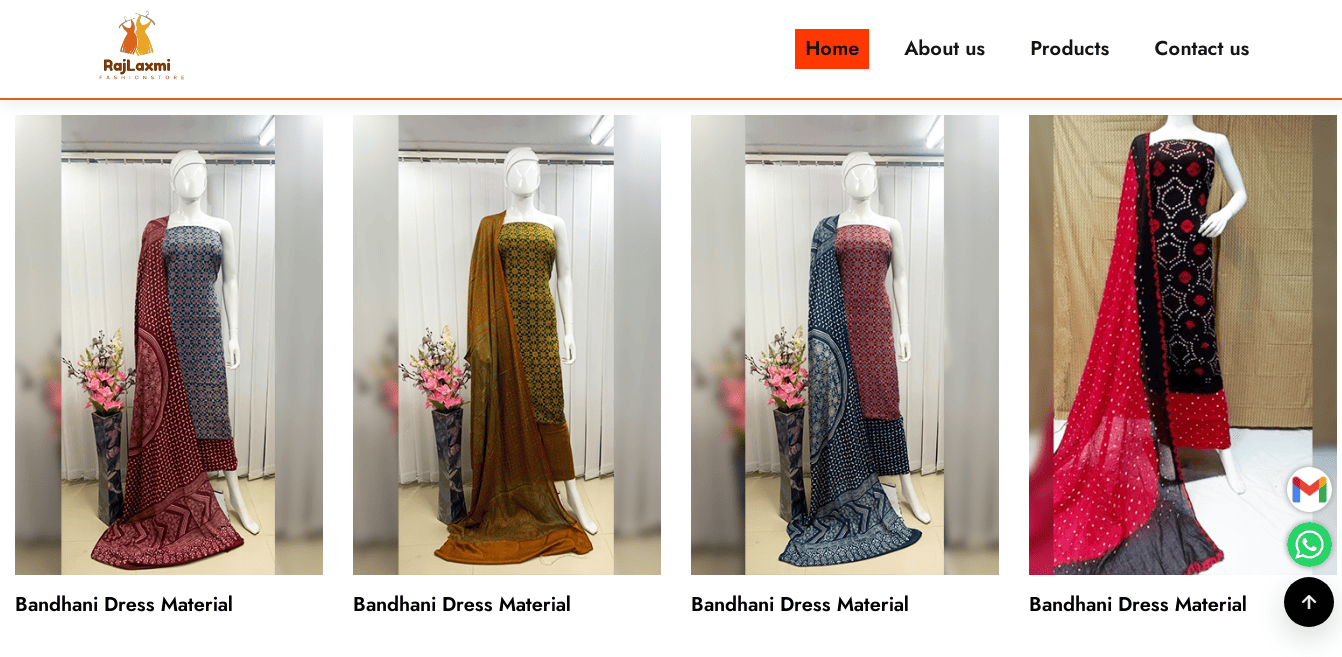 RajLaxmi
FASHIONSTORE
Home
About us
Products
Contact us
Bandhani Dress Material
Bandhani Dress Material
Bandhani Dress Material
Bandhani Dress Material